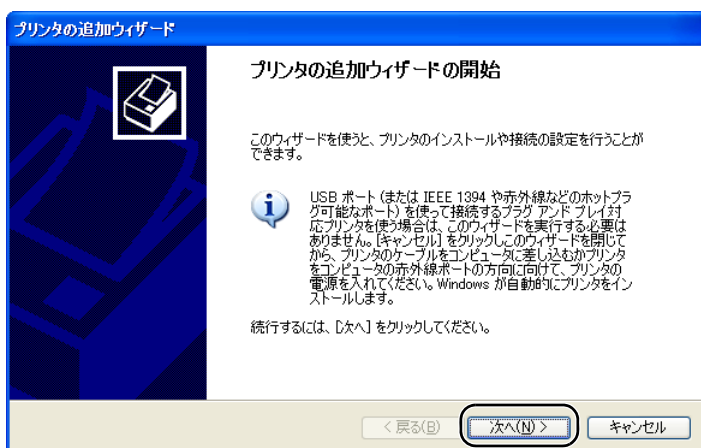 プリンタの追加ウィザード
プリンタの追加ウィザードの開始
このウィザードを使うと、プリンタのインストールや接続の設定を行うことが
できます。
USB ポート (または IEEE 1394 や赤外線などのホットプラ
グ可能なポート) を使って接続するプラグ アンド プレイ対
応プリンタを使う場合は、このウィザードを実行する必要は
ありません。[キャンセル] をクリックしこのウィザードを閉じて
から、プリンタのケーブルをコンピュータに差し込むかプリンタ
をコンピュータの赤外線ポートの方向に向けて、プリンタの
電源を入れてください。Windows が自動的にプリンタをイン
ストールします。
続行するには、[次へ] をクリックしてください。
< 戻る(B)
次へ(N) >
キャンセル